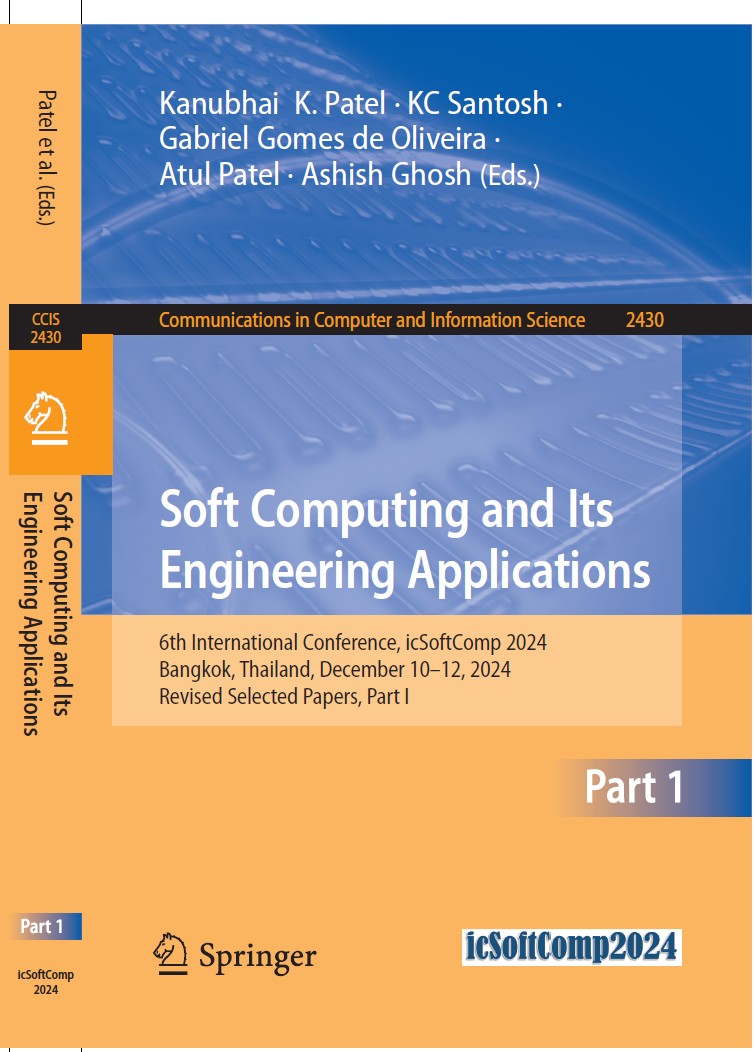 Patel et al. (Eds.)
CCIS
2430
Soft Computing and Its
Engineering Applications
Part 1
icSoftComp
2024
Kanubhai K. Patel · KC Santosh ·
Gabriel Gomes de Oliveira ·
Atul Patel · Ashish Ghosh (Eds.)
Communications in Computer and Information Science 2430
Soft Computing and Its
Engineering Applications
6th International Conference, icSoftComp 2024
Bangkok, Thailand, December 10–12, 2024
Revised Selected Papers, Part I
Part 1
Springer
icSoftComp2024